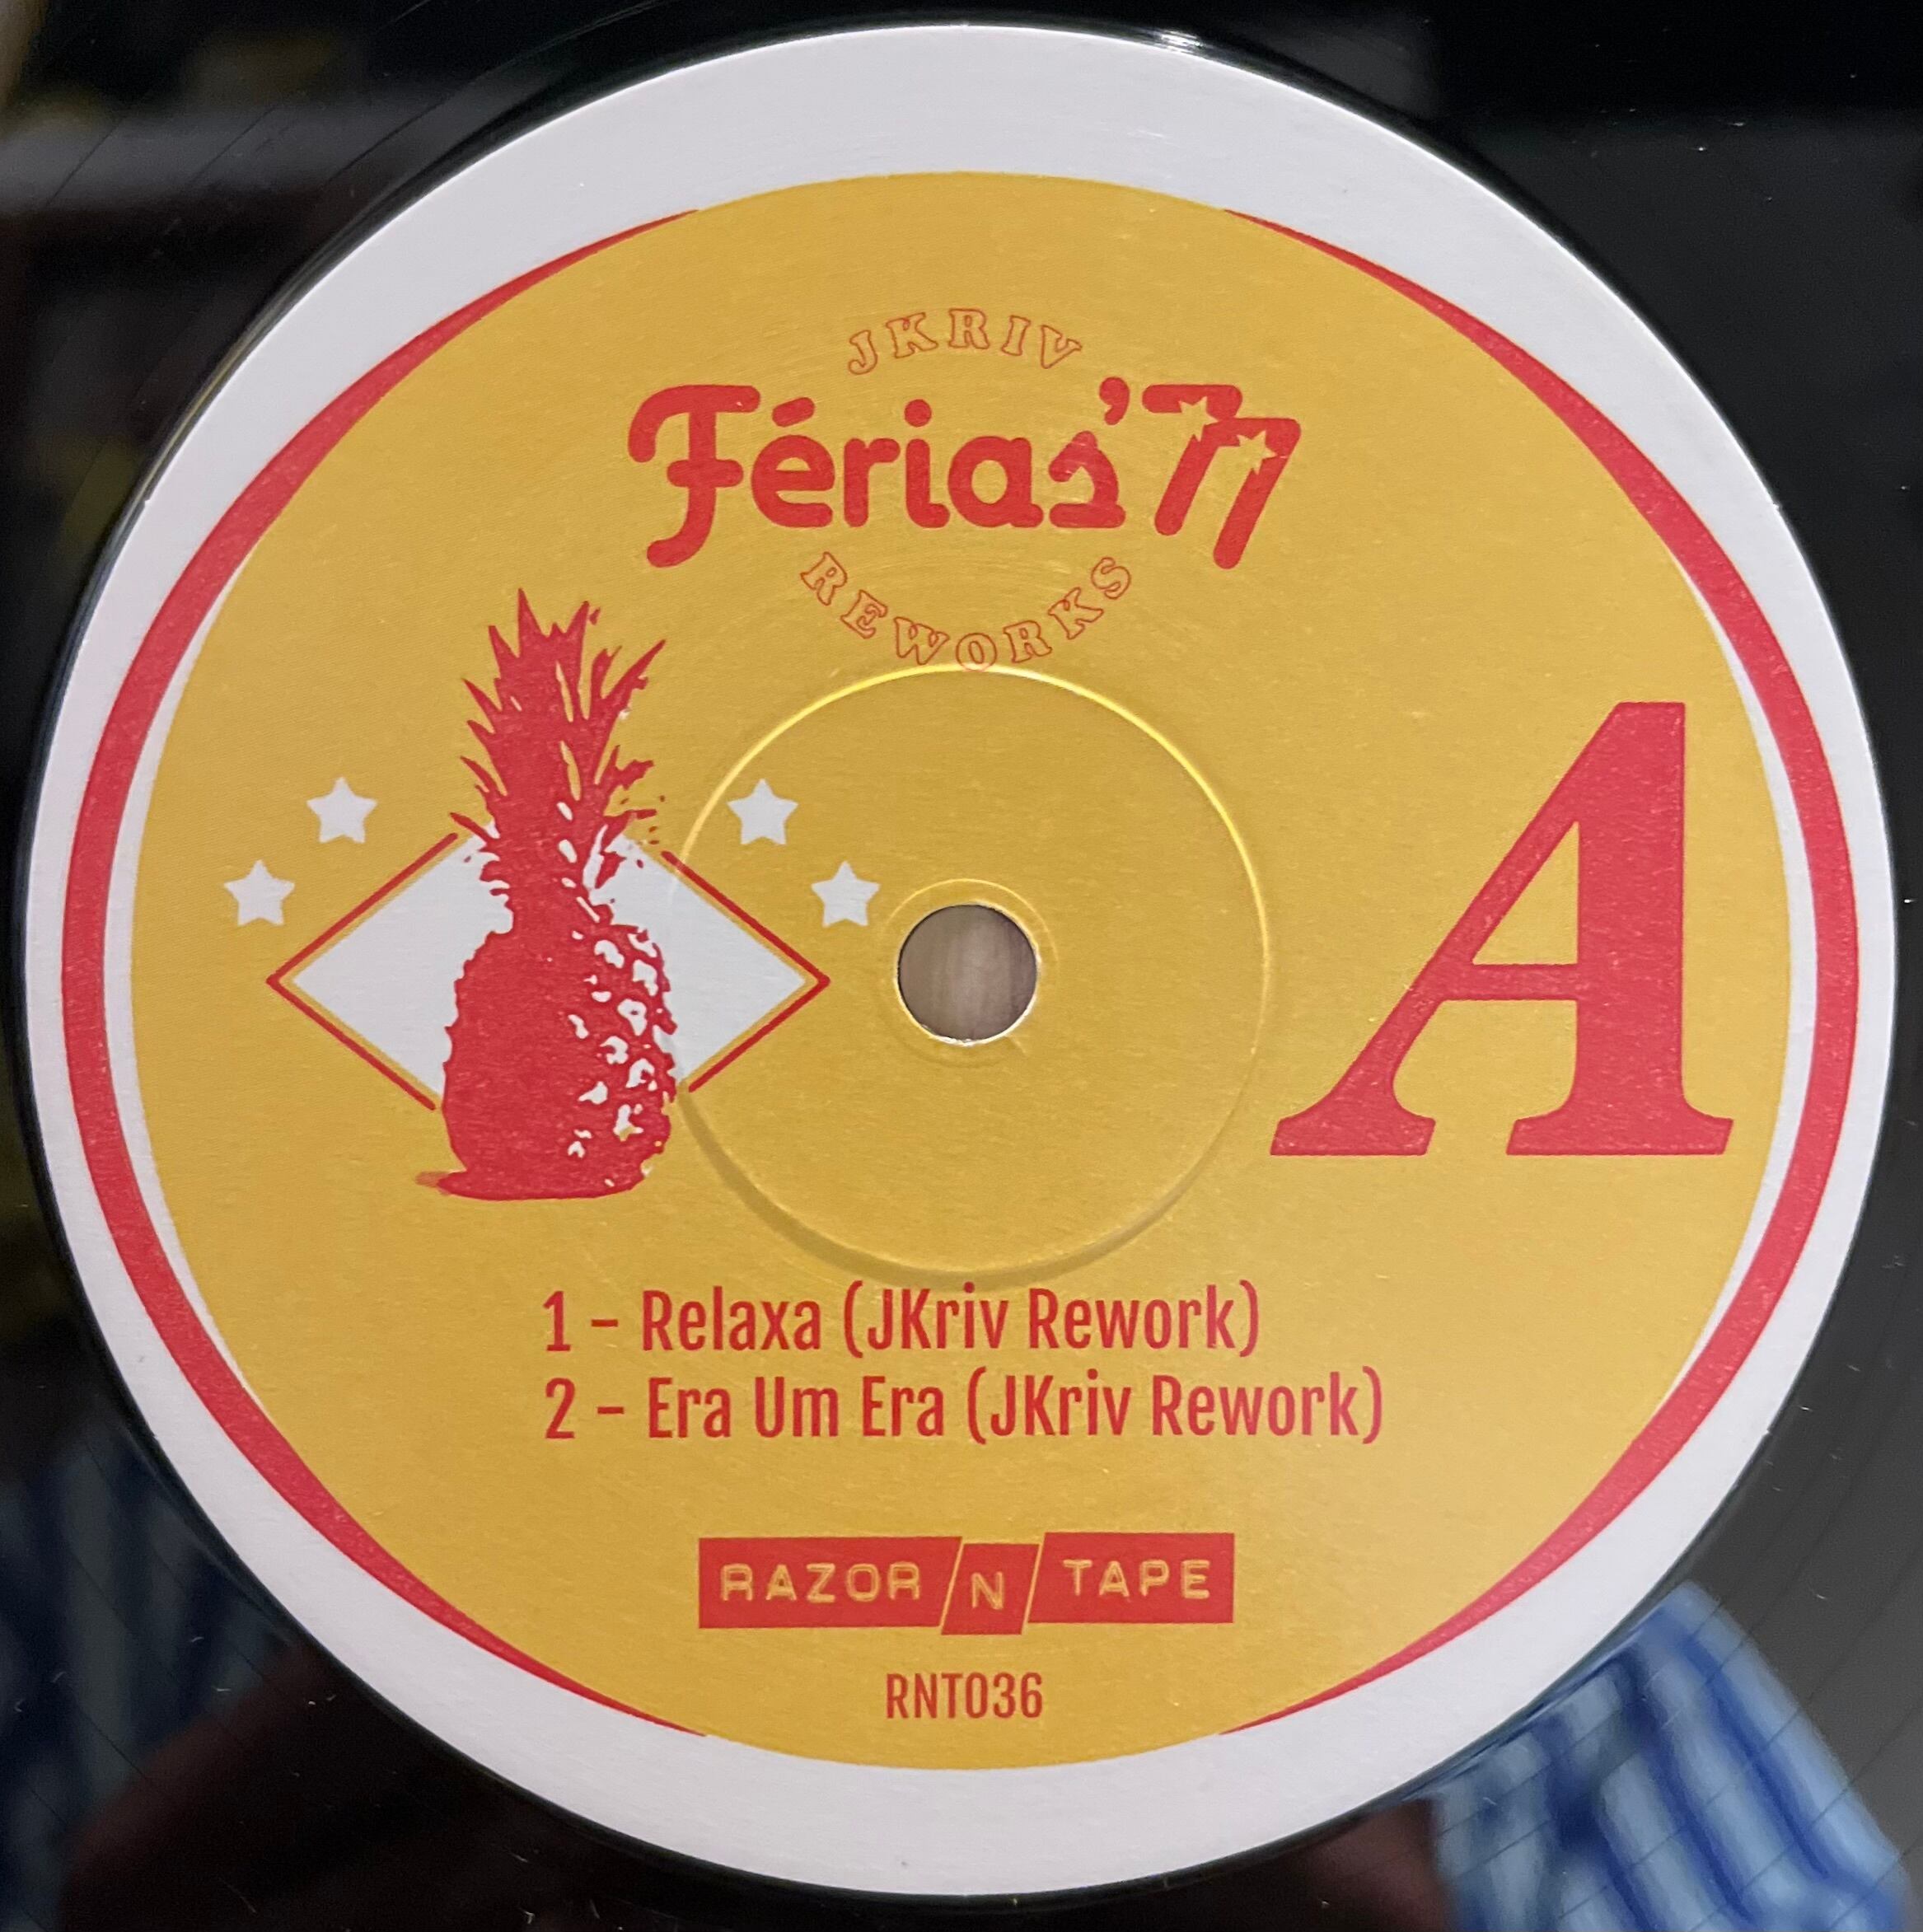 JKRIV
Férias'77
REWORKS
A
1 – Relaxa (JKriv Rework)
2 – Era Um Era (JKriv Rework)
RAZOR N TAPE
RNT036